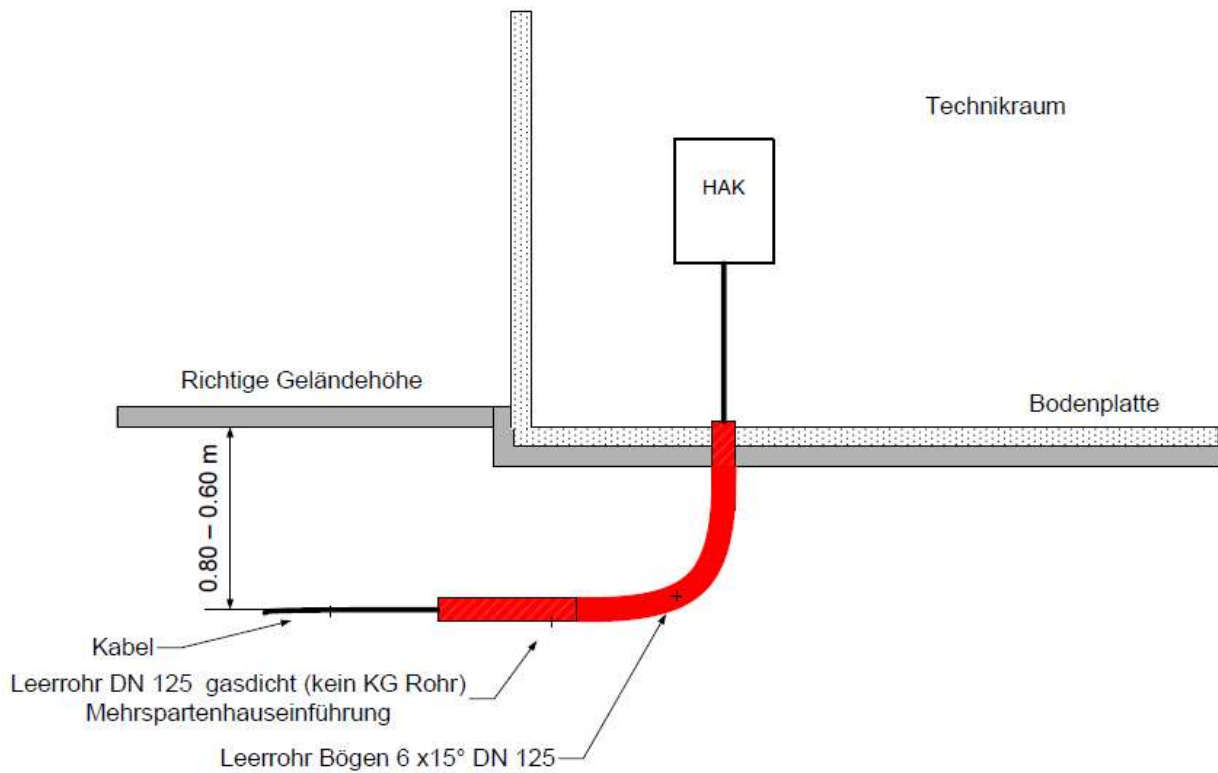 Technikraum
HAK
Richtige Geländehöhe
Bodenplatte
0.80 – 0.60 m
Kabel
Leerrohr DN 125 gasdicht (kein KG Rohr)
Mehrspartenhauseinführung
Leerrohr Bögen 6 x15° DN 125